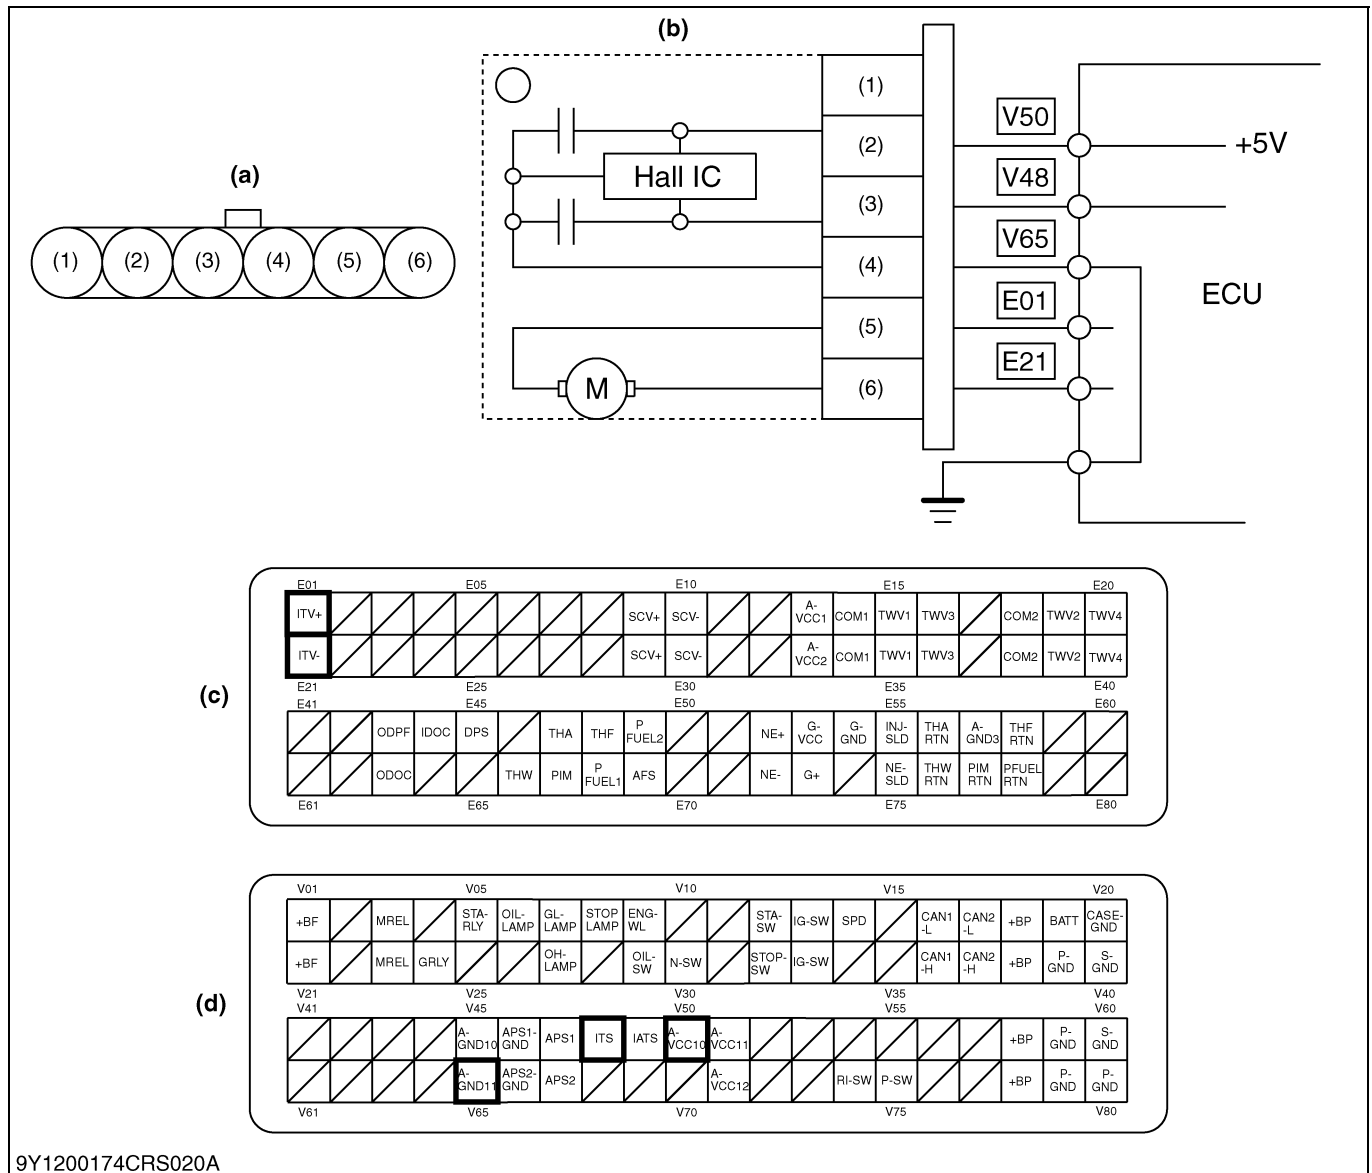 (b)
(a)
(1) (2) (3) (4) (5) (6)
(1)
(2)
(3)
(4)
(5)
(6)
Hall IC
M
V50
+5V
V48
V65
ECU
E01
E21
(c)
E01 E05 E10 E15 E20
ITV+ SCV+ SCV- A-VCC1 COM1 TWV1 TWV3 COM2 TWV2 TWV4
ITV- SCV+ SCV- A-VCC2 COM1 TWV1 TWV3 COM2 TWV2 TWV4
E21 E25 E30 E35 E40
E41 E45 E50 E55 E60
ODPF IDOC DPS THA THF P FUEL2 NE+ G-VCC G-GND INJ-SLD THA RTN A-GND3 THF RTN
ODOC THW PIM P FUEL1 AFS NE- G+ NE-SLD THW RTN PIM RTN PFUEL RTN
E61 E65 E70 E75 E80
(d)
V01 V05 V10 V15 V20
+BF MREL STA-RLY OIL-LAMP GL-LAMP STOP LAMP ENG-WL STA-SW IG-SW SPD CAN1-L CAN2-L +BP BATT CASE-GND
+BF MREL GRLY OH-LAMP OIL-SW N-SW STOP-SW IG-SW CAN1-H CAN2-H +BP P-GND S-GND
V21 V25 V30 V35 V40
V41 V45 V50 V55 V60
A-GND10 APS1-GND APS1 ITS IATS A-VCC10 A-VCC11 +BP P-GND S-GND
A-GND11 APS2-GND APS2 A-VCC12 RI-SW P-SW +BP P-GND P-GND
V61 V65 V70 V75 V80
9Y1200174CRS020A